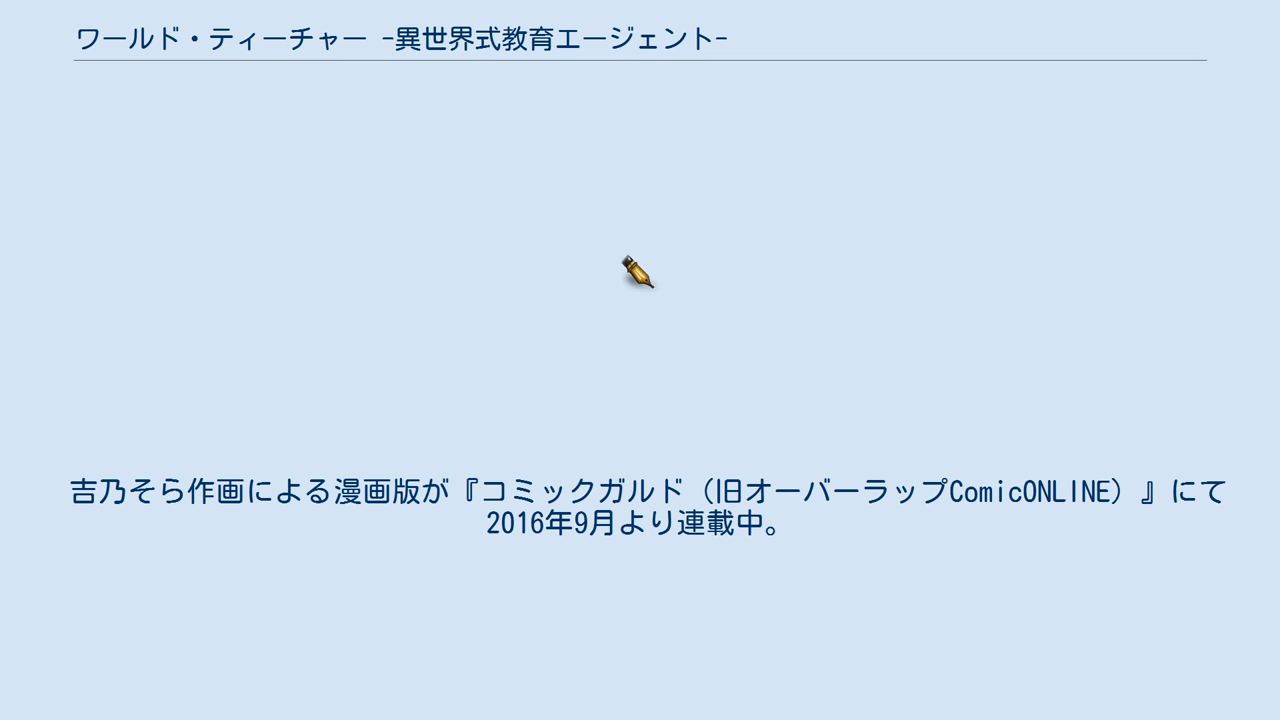 ワールド・ティーチャー -異世界式教育エージェント-
吉乃そら作画による漫画版が『コミックガルド（旧オーバーラップComicONLINE）』にて
2016年9月より連載中。